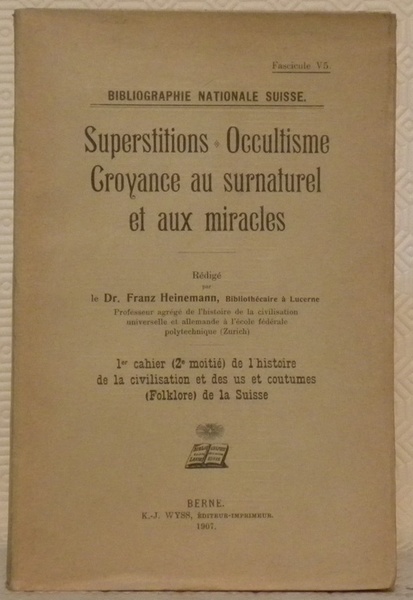 Fascicule V5.
BIBLIOGRAPHIE NATIONALE SUISSE.
Superstitions • Occultisme
Croyance au surnaturel
et aux miracles
Rédigé
par
le Dr. Franz Heinemann, Bibliothécaire à Lucerne
Professeur agrégé de l'histoire de la civilisation
universelle et allemande à l'école fédérale
polytechnique (Zurich)
1er cahier (2e moitié) de l'histoire
de la civilisation et des us et coutumes
(Folklore) de la Suisse
BERNE.
K.-J. WYSS, ÉDITEUR-IMPRIMEUR.
1907.